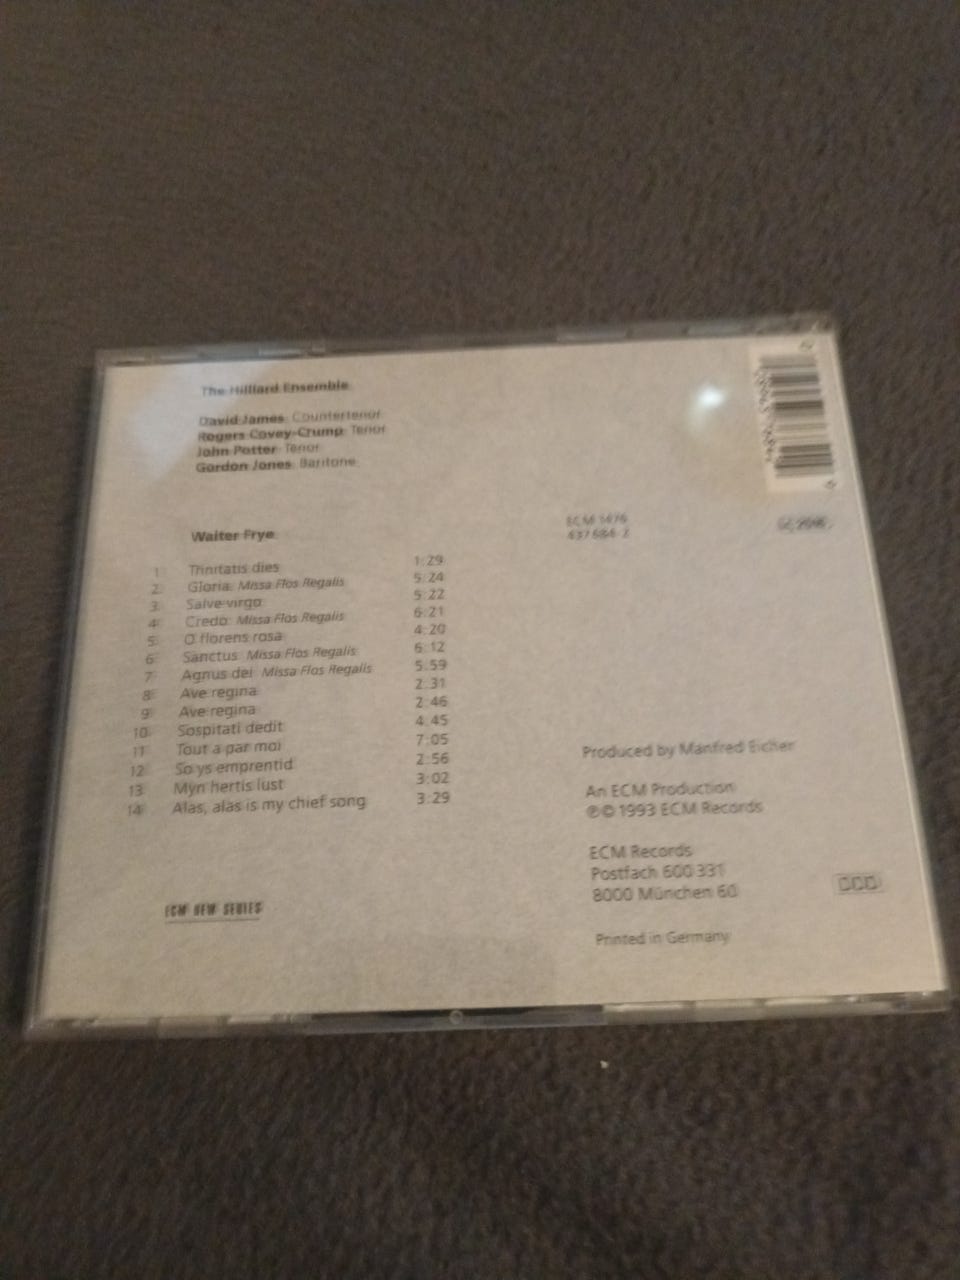 The Hilliard Ensemble
David James Countertenor
Rogers Covey-Crump Tenor
John Potter Tenor
Gordon Jones Baritone
Walter Frye
ECM 1476
437 684-2
1 Trinitatis dies 1:29
2 Gloria: Missa Flos Regalis 5:24
3 Salve virgo 5:22
4 Credo: Missa Flos Regalis 6:21
5 O florens rosa 4:20
6 Sanctus: Missa Flos Regalis 6:12
7 Agnus dei: Missa Flos Regalis 5:59
8 Ave regina 2:31
9 Ave regina 2:46
10 Sospitati dedit 4:45
11 Tout a par moi 7:05
12 So ys emprentid 2:56
13 Myn hertis lust 3:02
14 Alas, alas is my chief song 3:29
Produced by Manfred Eicher
An ECM Production
℗© 1993 ECM Records
ECM Records
Postfach 600 331
8000 München 60
Printed in Germany
DDD
ECM NEW SERIES